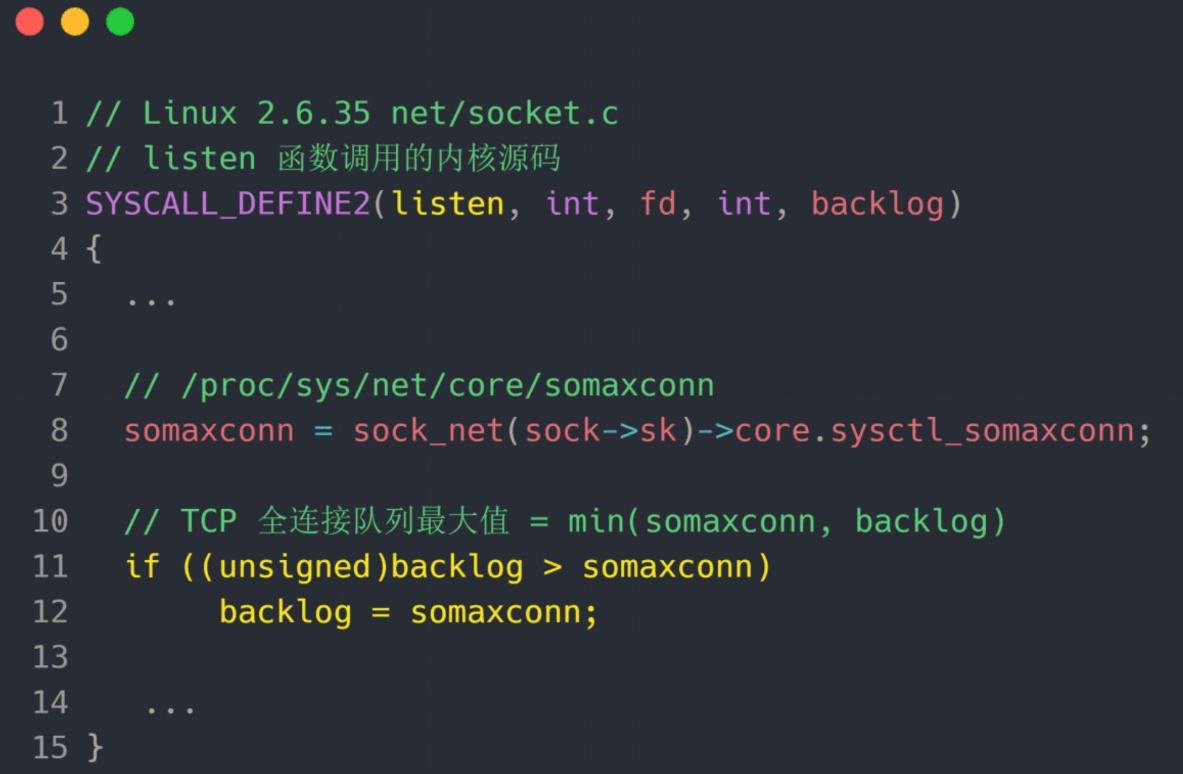 1 // Linux 2.6.35 net/socket.c
2 // listen 函数调用的内核源码
3 SYSCALL_DEFINE2(listen, int, fd, int, backlog)
4 {
5   ...
6
7   // /proc/sys/net/core/somaxconn
8   somaxconn = sock_net(sock->sk)->core.sysctl_somaxconn;
9
10   // TCP 全连接队列最大值 = min(somaxconn, backlog)
11   if ((unsigned)backlog > somaxconn)
12        backlog = somaxconn;
13
14    ...
15 }